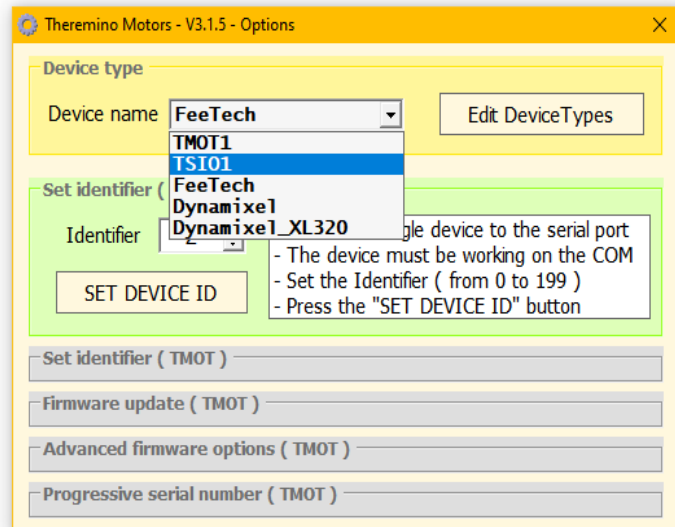 Theremino Motors - V3.1.5 - Options
Device type
Device name FeeTech Edit DeviceTypes
TMOT1
TSIO1
FeeTech
Dynamixel
Dynamixel_XL320
Set identifier (
Identifier
device to the serial port
- The device must be working on the COM
- Set the Identifier ( from 0 to 199 )
- Press the "SET DEVICE ID" button
SET DEVICE ID
Set identifier ( TMOT )
Firmware update ( TMOT )
Advanced firmware options ( TMOT )
Progressive serial number ( TMOT )